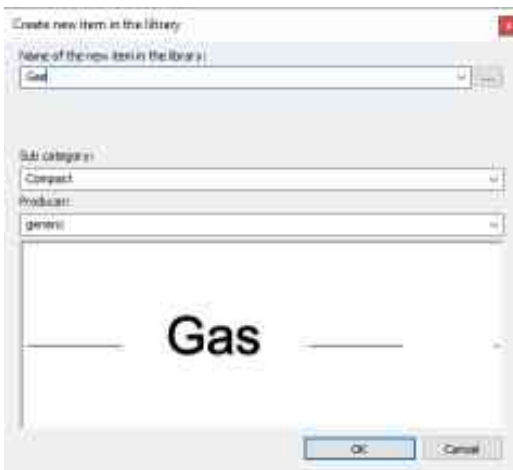 Create new item in the library
Name of the new item in the library:
Gas
...
Sub category:
Compact
Producer:
generic
Gas
OK
Cancel